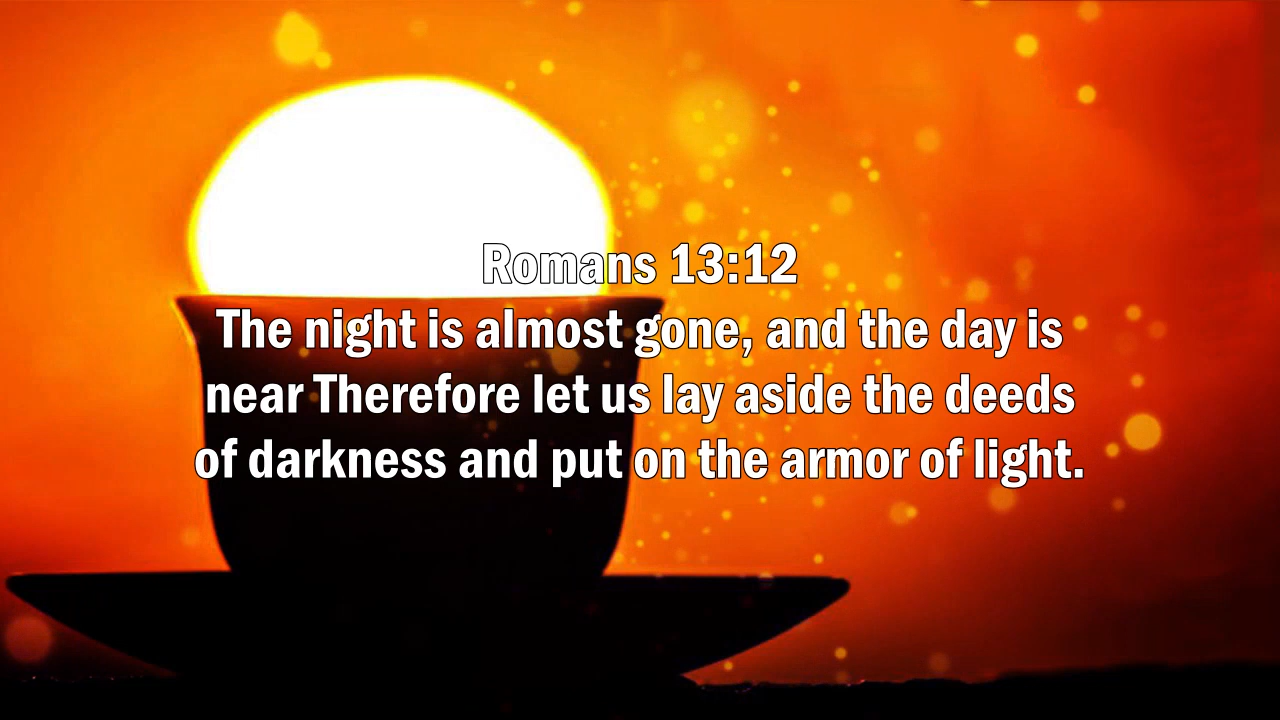 Romans 13:12
The night is almost gone, and the day is
near Therefore let us lay aside the deeds
of darkness and put on the armor of light.